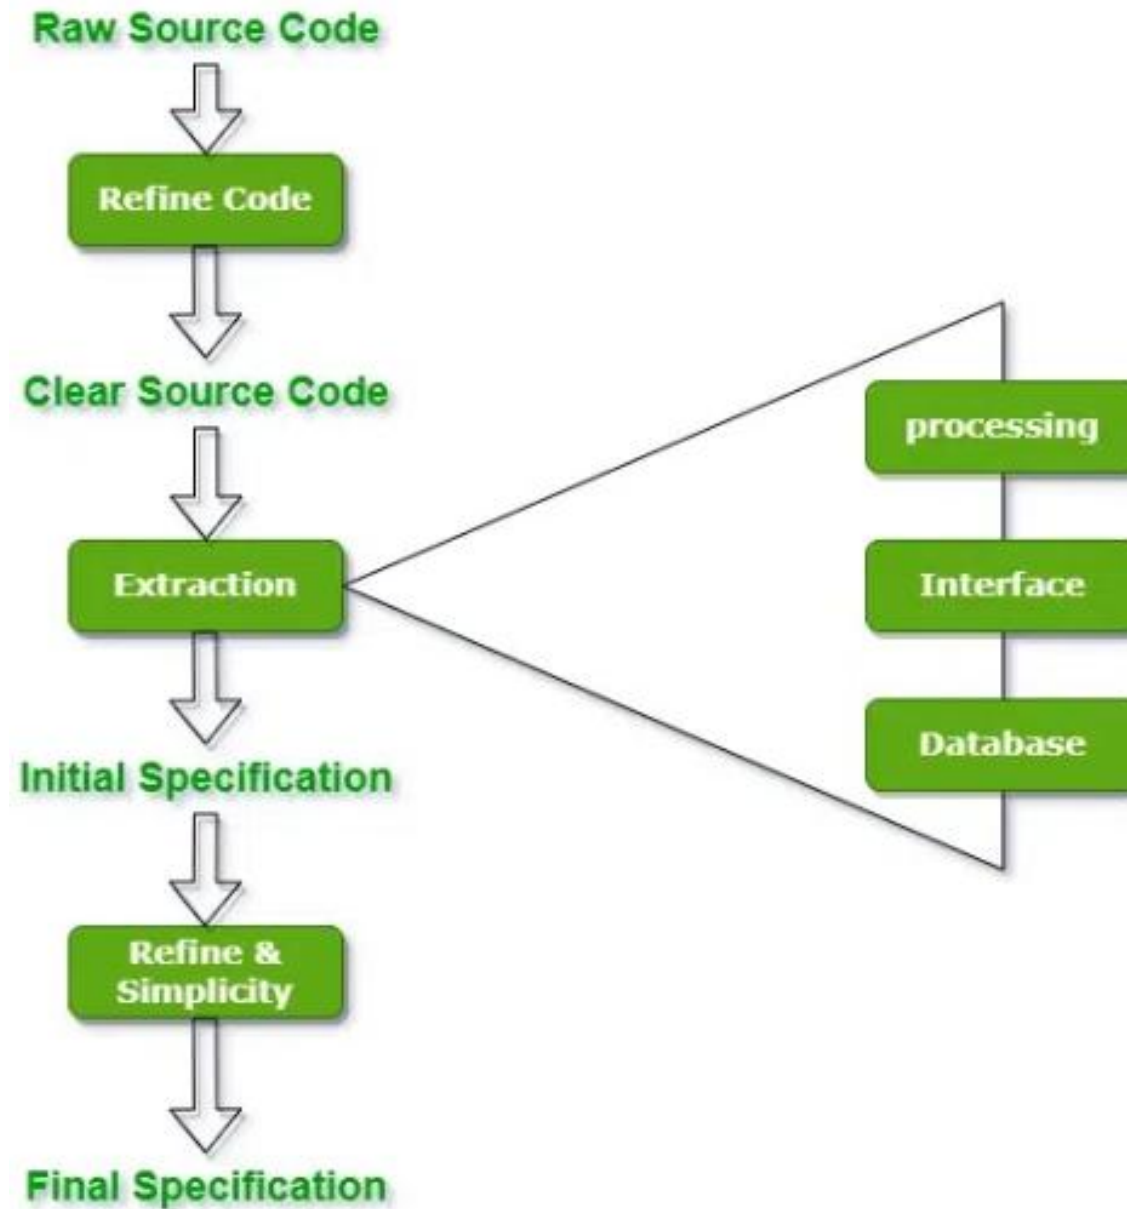 Raw Source Code
Refine Code
Clear Source Code
processing
Extraction
Interface
Database
Initial Specification
Refine &
Simplicity
Final Specification